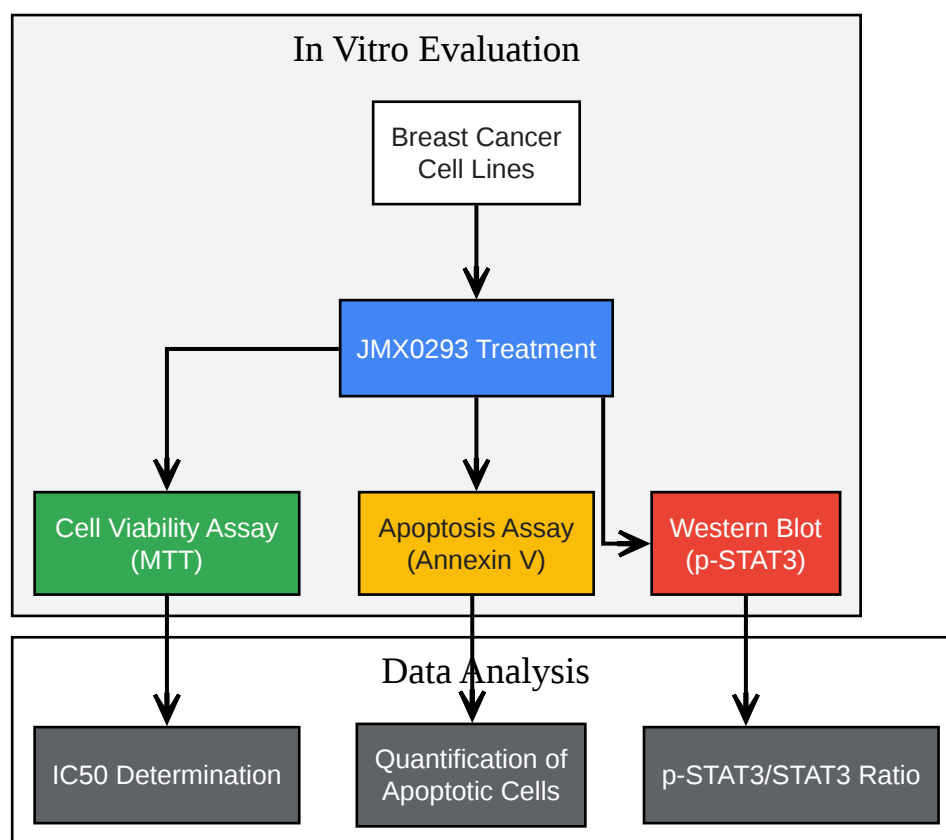 In Vitro Evaluation
Breast Cancer
Cell Lines
JMX0293 Treatment
Cell Viability Assay
(MTT)
Apoptosis Assay
(Annexin V)
Western Blot
(p-STAT3)
Data Analysis
IC50 Determination
Quantification of
Apoptotic Cells
p-STAT3/STAT3 Ratio